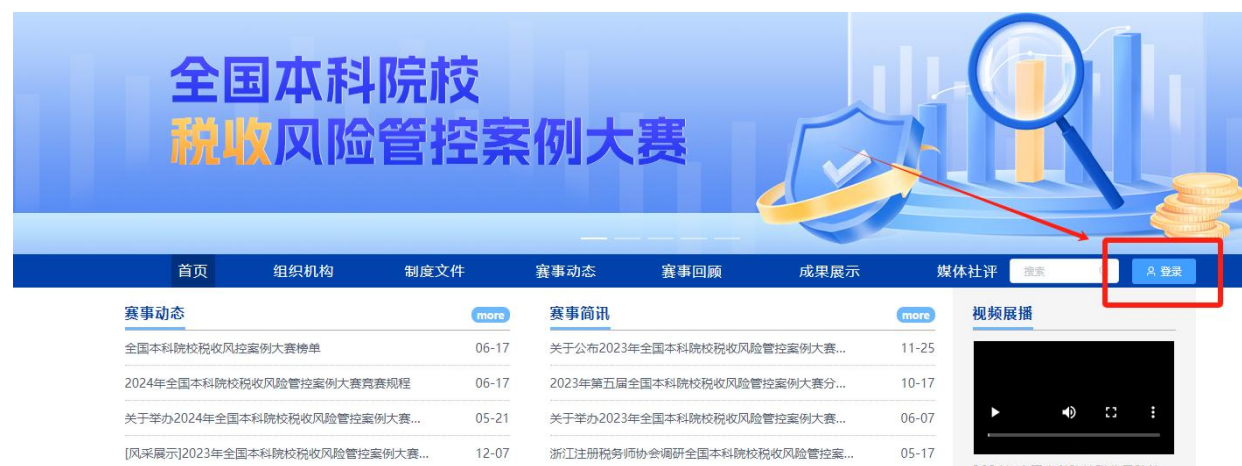 全国本科院校
税收风险管控案例大赛
首页 组织机构 制度文件 赛事动态 赛事回顾 成果展示 媒体社评 搜索 登录
赛事动态 more 赛事简讯 more 视频展播
全国本科院校税收风控案例大赛榜单 06-17 关于公布2023年全国本科院校税收风险管控案例大赛... 11-25
2024年全国本科院校税收风险管控案例大赛竞赛规程 06-17 2023年第五届全国本科院校税收风险管控案例大赛分... 10-17
关于举办2024年全国本科院校税收风险管控案例大赛... 05-21 关于举办2023年全国本科院校税收风险管控案例大赛... 06-07
[风采展示]2023年全国本科院校税收风险管控案例大赛... 12-07 浙江注册税务师协会调研全国本科院校税收风险管控案... 05-17